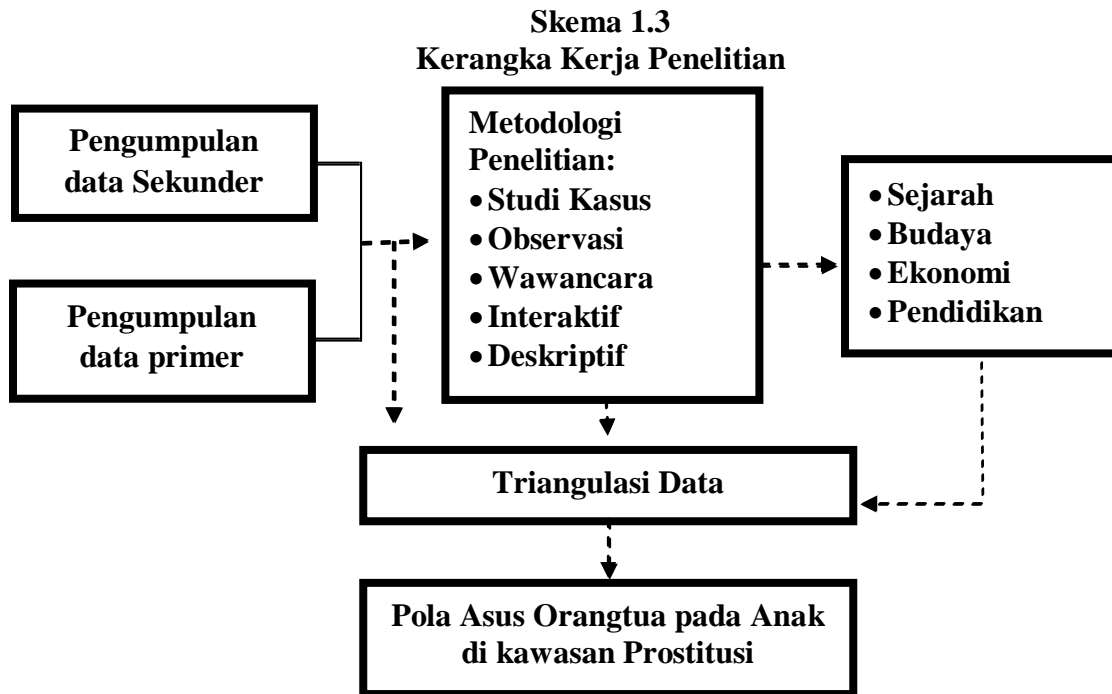 Skema 1.3
Kerangka Kerja Penelitian
Pengumpulan
data Sekunder
Pengumpulan
data primer
Metodologi
Penelitian:
• Studi Kasus
• Observasi
• Wawancara
• Interaktif
• Deskriptif
• Sejarah
• Budaya
• Ekonomi
• Pendidikan
Triangulasi Data
Pola Asus Orangtua pada Anak
di kawasan Prostitusi